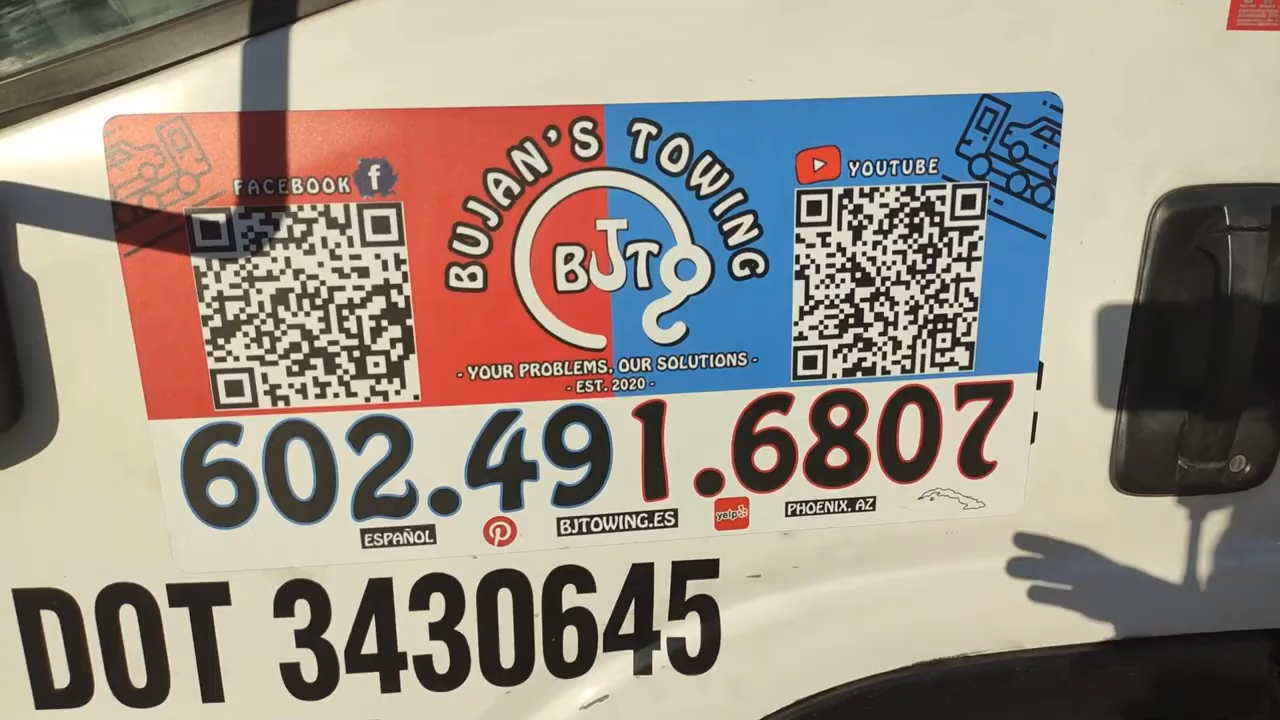 BUJAN'S TOWING
FACEBOOK f
YOUTUBE
BJTO
- YOUR PROBLEMS, OUR SOLUTIONS -
- EST. 2020 -
602.491.6807
ESPAÑOL
BJTOWING.ES
yelp
PHOENIX, AZ
DOT 3430645